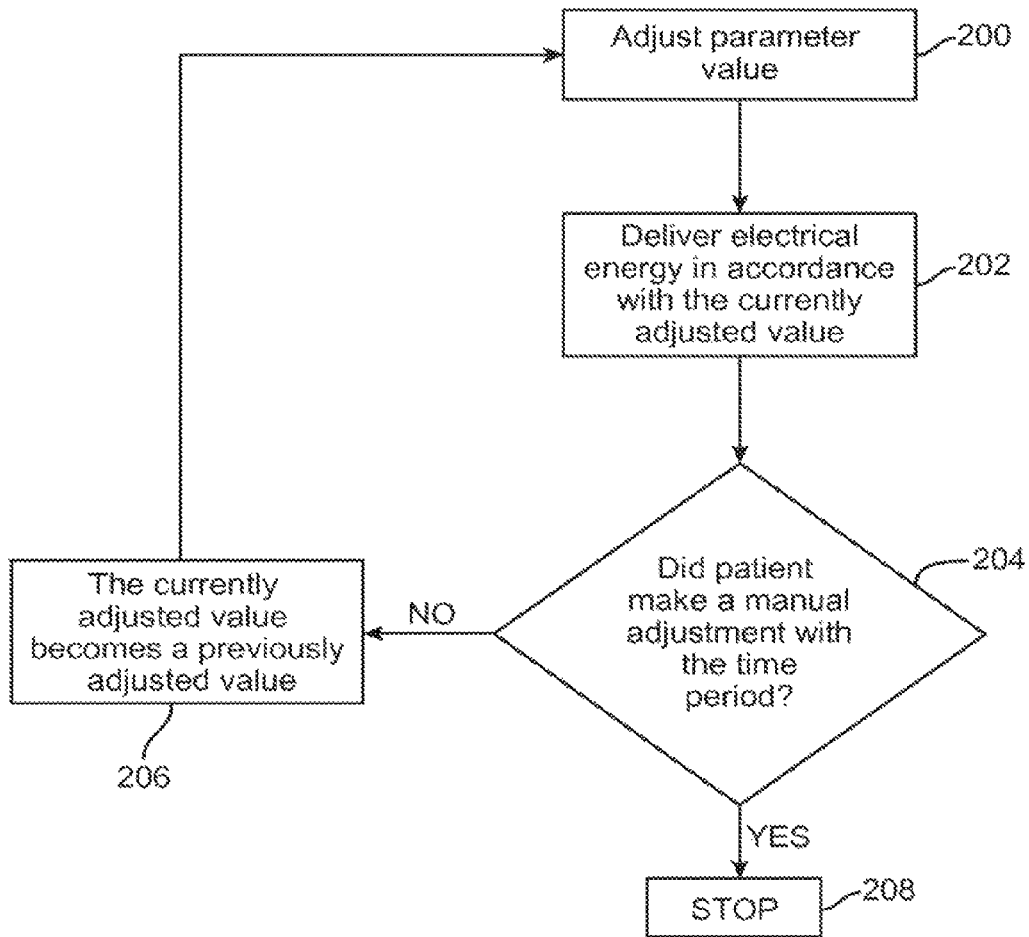 Adjust parameter
value
200
Deliver electrical
energy in accordance
with the currently
adjusted value
202
Did patient
make a manual
adjustment with
the time
period?
204
NO
The currently
adjusted value
becomes a previously
adjusted value
206
YES
STOP
208